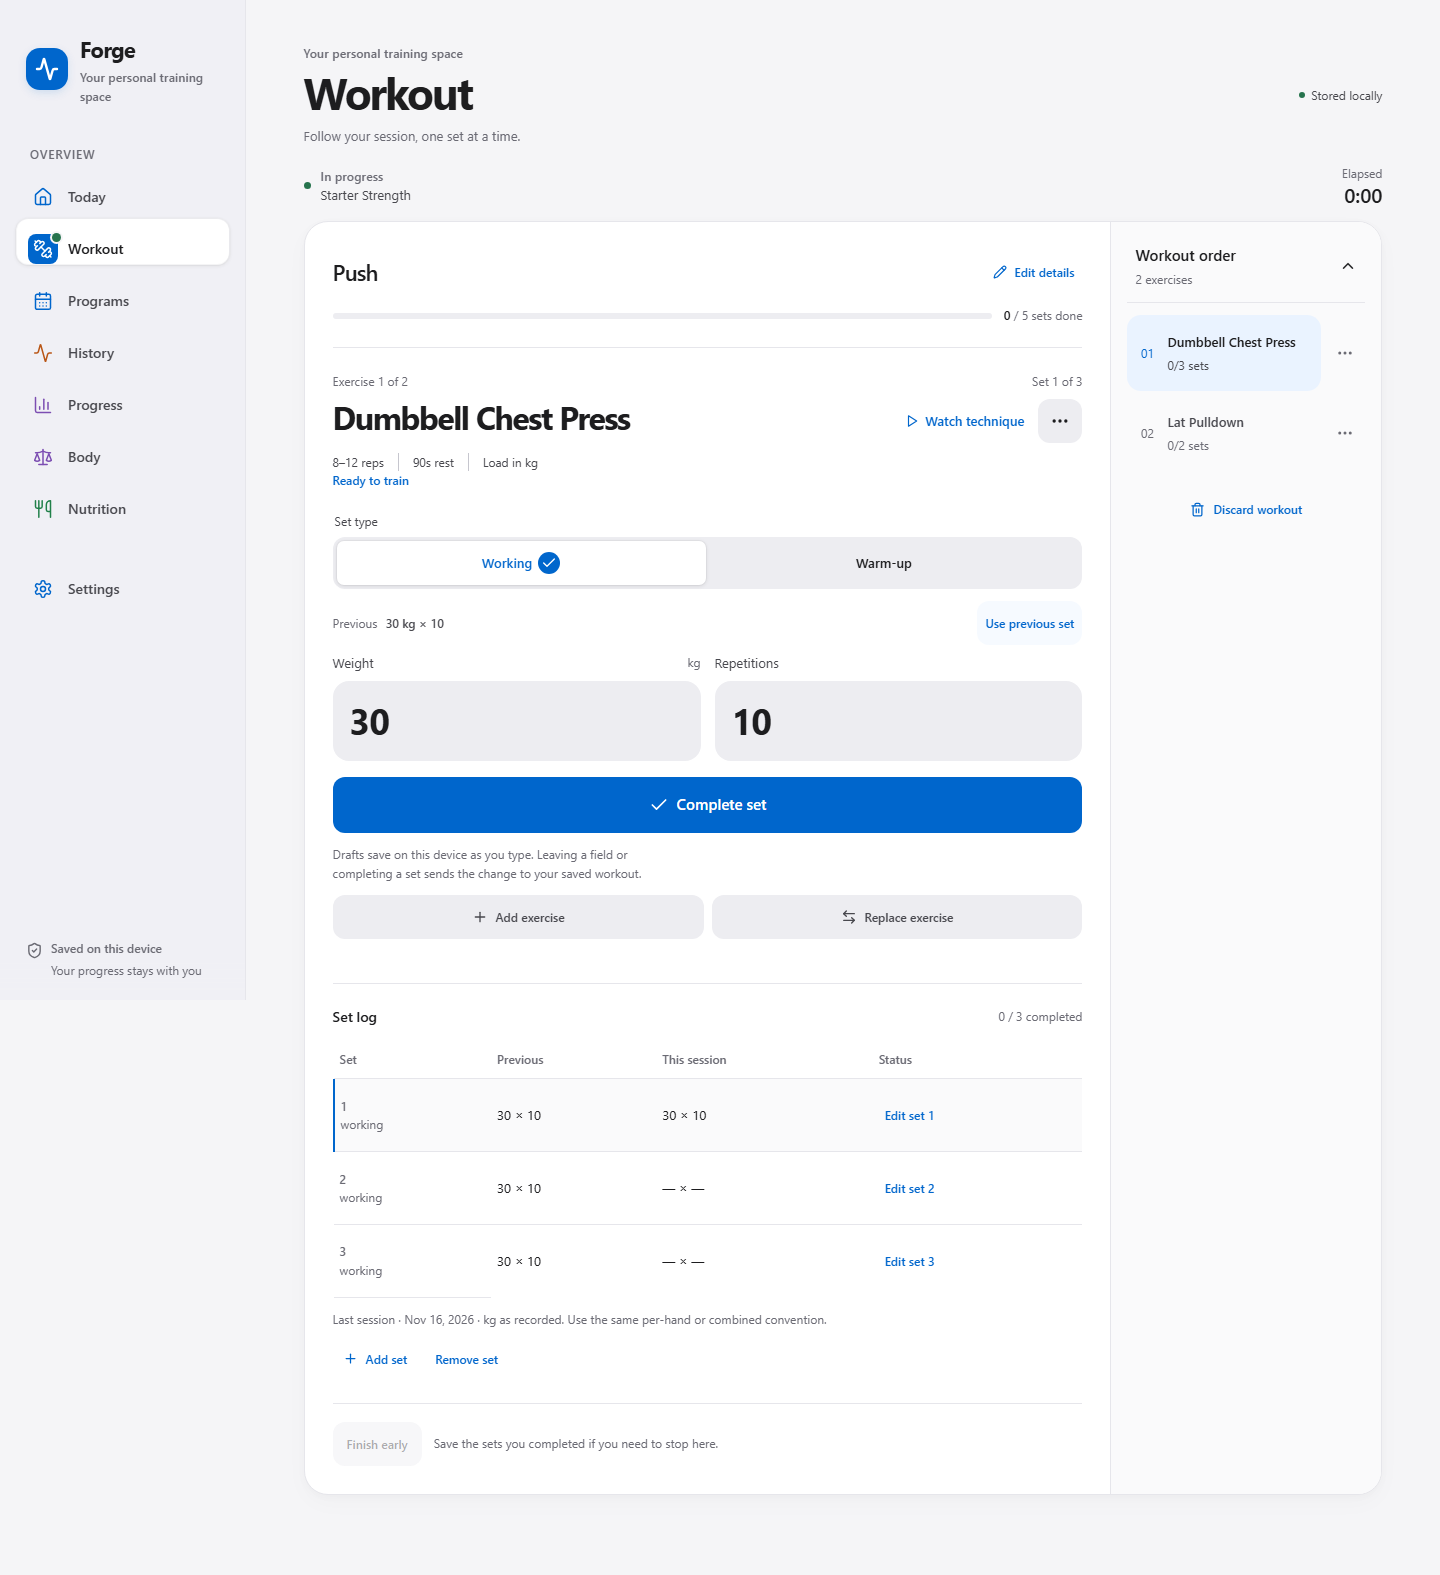 Forge
Your personal training
space
OVERVIEW
Today
Workout
Programs
History
Progress
Body
Nutrition
Settings
Saved on this device
Your progress stays with you
Your personal training space
Workout
Follow your session, one set at a time.
Stored locally
In progress
Starter Strength
Elapsed
0:00
Push
Edit details
0 / 5 sets done
Exercise 1 of 2
Set 1 of 3
Dumbbell Chest Press
Watch technique
8–12 reps
90s rest
Load in kg
Ready to train
Set type
Working
Warm-up
Previous 30 kg × 10
Use previous set
Weight
kg
Repetitions
30
10
Complete set
Drafts save on this device as you type. Leaving a field or
completing a set sends the change to your saved workout.
Add exercise
Replace exercise
Set log
0 / 3 completed
Set
Previous
This session
Status
1
working
30 × 10
30 × 10
Edit set 1
2
working
30 × 10
— × —
Edit set 2
3
working
30 × 10
— × —
Edit set 3
Last session · Nov 16, 2026 · kg as recorded. Use the same per-hand or combined convention.
Add set
Remove set
Finish early
Save the sets you completed if you need to stop here.
Workout order
2 exercises
01
Dumbbell Chest Press
0/3 sets
02
Lat Pulldown
0/2 sets
Discard workout